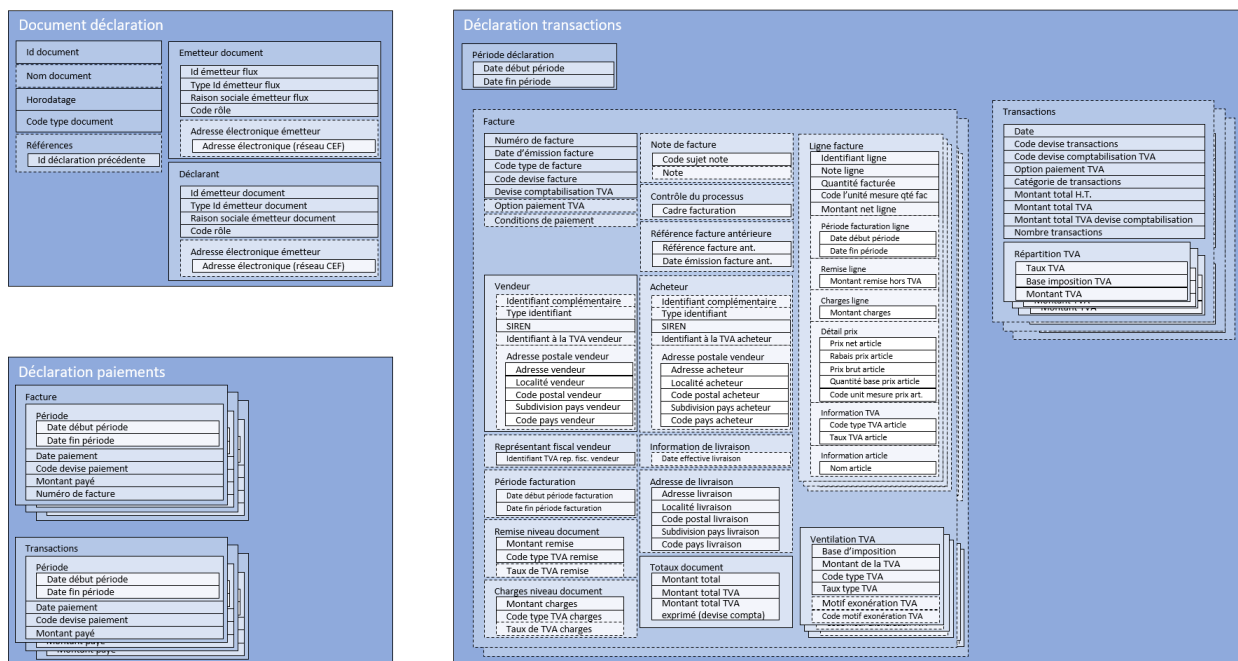 Document déclaration
Id document
Nom document
Horodatage
Code type document
Références
Id déclaration précédente
Emetteur document
Id émetteur flux
Type Id émetteur flux
Raison sociale émetteur flux
Code rôle
Adresse électronique émetteur
Adresse électronique (réseau CEF)
Déclarant
Id émetteur document
Type Id émetteur document
Raison sociale émetteur document
Code rôle
Adresse électronique émetteur
Adresse électronique (réseau CEF)
Déclaration paiements
Facture
Période
Date début période
Date fin période
Date paiement
Code devise paiement
Montant payé
Numéro de facture
Transactions
Période
Date début période
Date fin période
Date paiement
Code devise paiement
Montant payé
Montant payé
Montant payé
Déclaration transactions
Période déclaration
Date début période
Date fin période
Facture
Numéro de facture
Date d'émission facture
Code type de facture
Code devise facture
Devise comptabilisation TVA
Option paiement TVA
Conditions de paiement
Note de facture
Code sujet note
Note
Contrôle du processus
Cadre facturation
Référence facture antérieure
Référence facture ant.
Date émission facture ant.
Vendeur
Identifiant complémentaire
Type identifiant
SIREN
Identifiant à la TVA vendeur
Adresse postale vendeur
Adresse vendeur
Localité vendeur
Code postal vendeur
Subdivision pays vendeur
Code pays vendeur
Acheteur
Identifiant complémentaire
Type identifiant
SIREN
Identifiant à la TVA acheteur
Adresse postale vendeur
Adresse acheteur
Localité acheteur
Code postal acheteur
Subdivision pays acheteur
Code pays acheteur
Représentant fiscal vendeur
Identifiant TVA rep. fisc. vendeur
Information de livraison
Date effective livraison
Période facturation
Date début période facturation
Date fin période facturation
Adresse de livraison
Adresse livraison
Localité livraison
Code postal livraison
Subdivision pays livraison
Code pays livraison
Remise niveau document
Montant remise
Code type TVA remise
Taux de TVA remise
Charges niveau document
Montant charges
Code type TVA charges
Taux de TVA charges
Totaux document
Montant total
Montant total TVA
Montant total TVA
exprimé (devise compta)
Ligne facture
Identifiant ligne
Note ligne
Quantité facturée
Code l'unité mesure qté fac
Montant net ligne
Période facturation ligne
Date début période
Date fin période
Remise ligne
Montant remise hors TVA
Charges ligne
Montant charges
Détail prix
Prix net article
Rabais prix article
Prix brut article
Quantité base prix article
Code unit mesure prix art.
Information TVA
Code type TVA article
Taux TVA article
Information article
Nom article
Ventilation TVA
Base d'imposition
Montant de la TVA
Code type TVA
Taux type TVA
Motif exonération TVA
Code motif exonération TVA
Transactions
Date
Code devise transactions
Code devise comptabilisation TVA
Option paiement TVA
Catégorie de transactions
Montant total H.T.
Montant total TVA
Montant total TVA devise comptabilisation
Nombre transactions
Répartition TVA
Taux TVA
Base imposition TVA
Montant TVA
Montant TVA